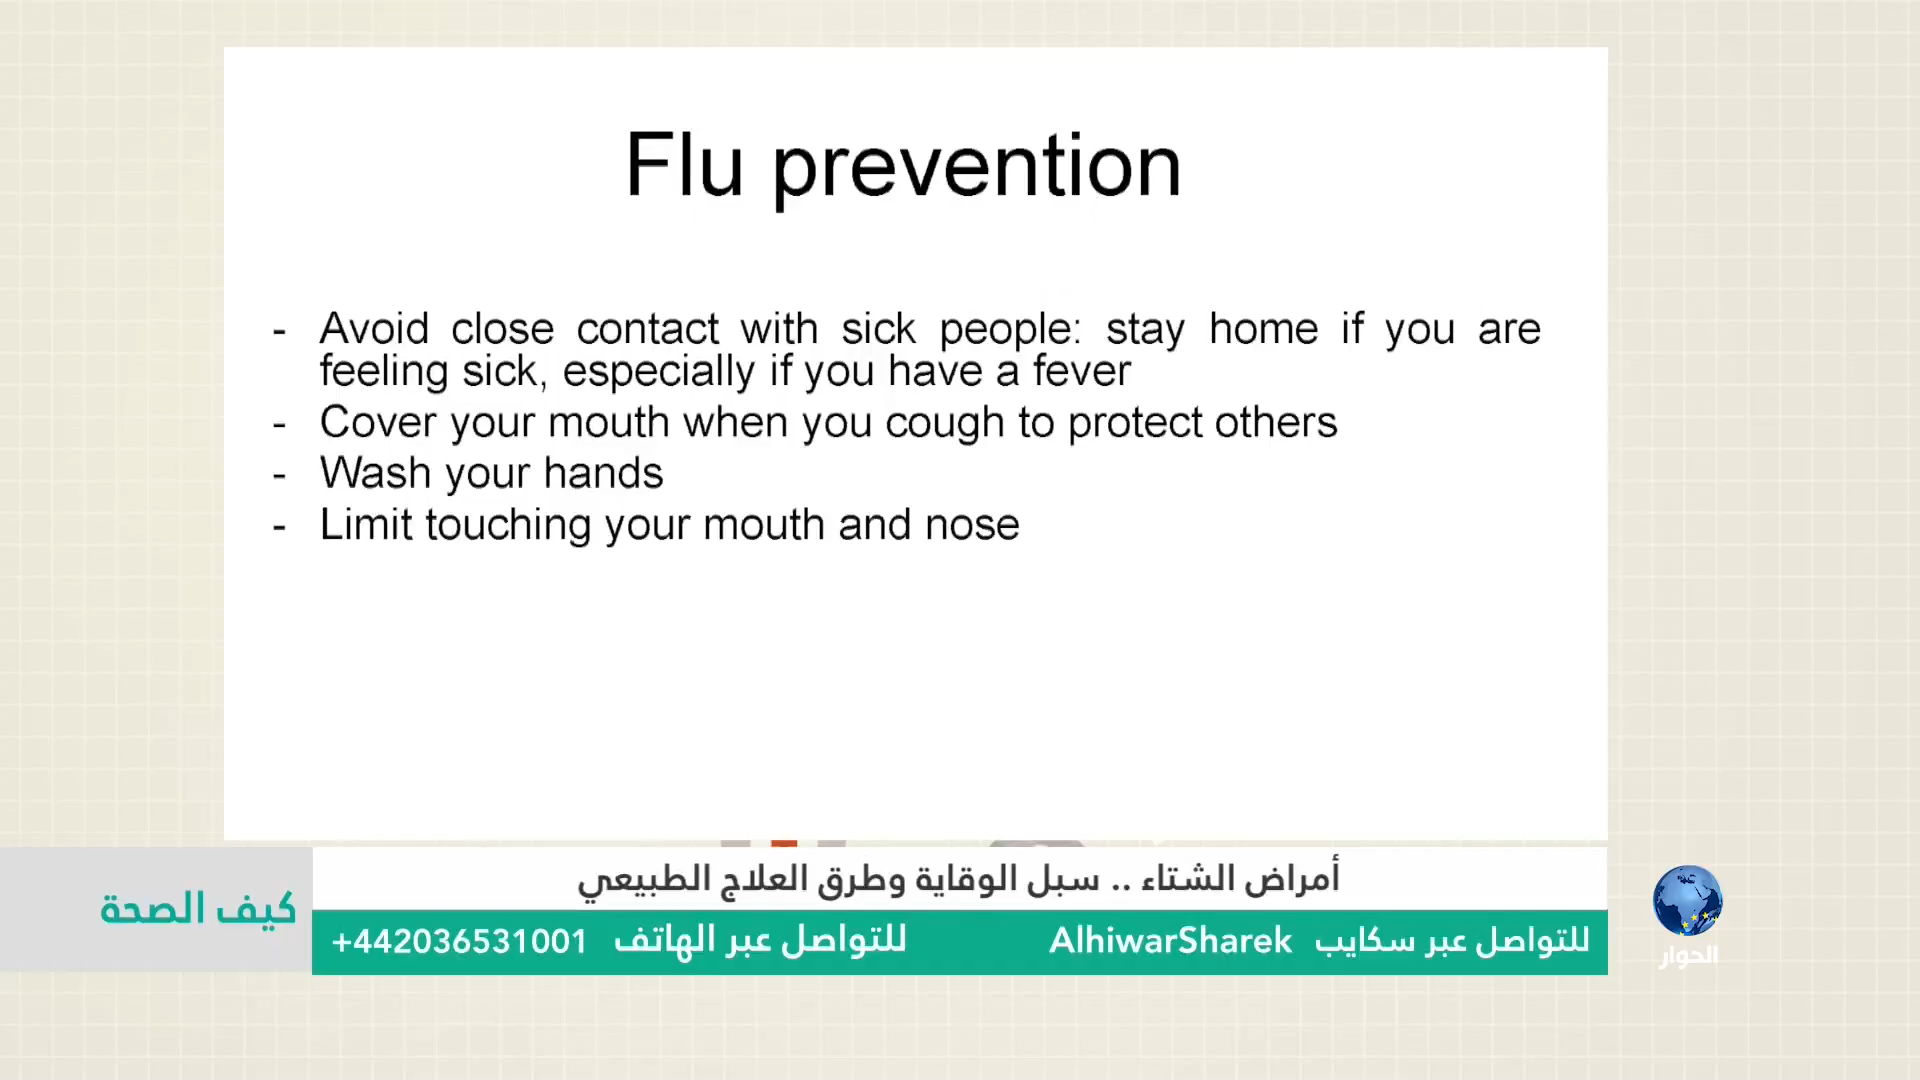 Flu prevention
- Avoid close contact with sick people: stay home if you are
feeling sick, especially if you have a fever
- Cover your mouth when you cough to protect others
- Wash your hands
- Limit touching your mouth and nose
أمراض الشتاء .. سبل الوقاية وطرق العلاج الطبيعي
كيف الصحة
للتواصل عبر سكايب AlhiwarSharek
للتواصل عبر الهاتف +442036531001
الحوار